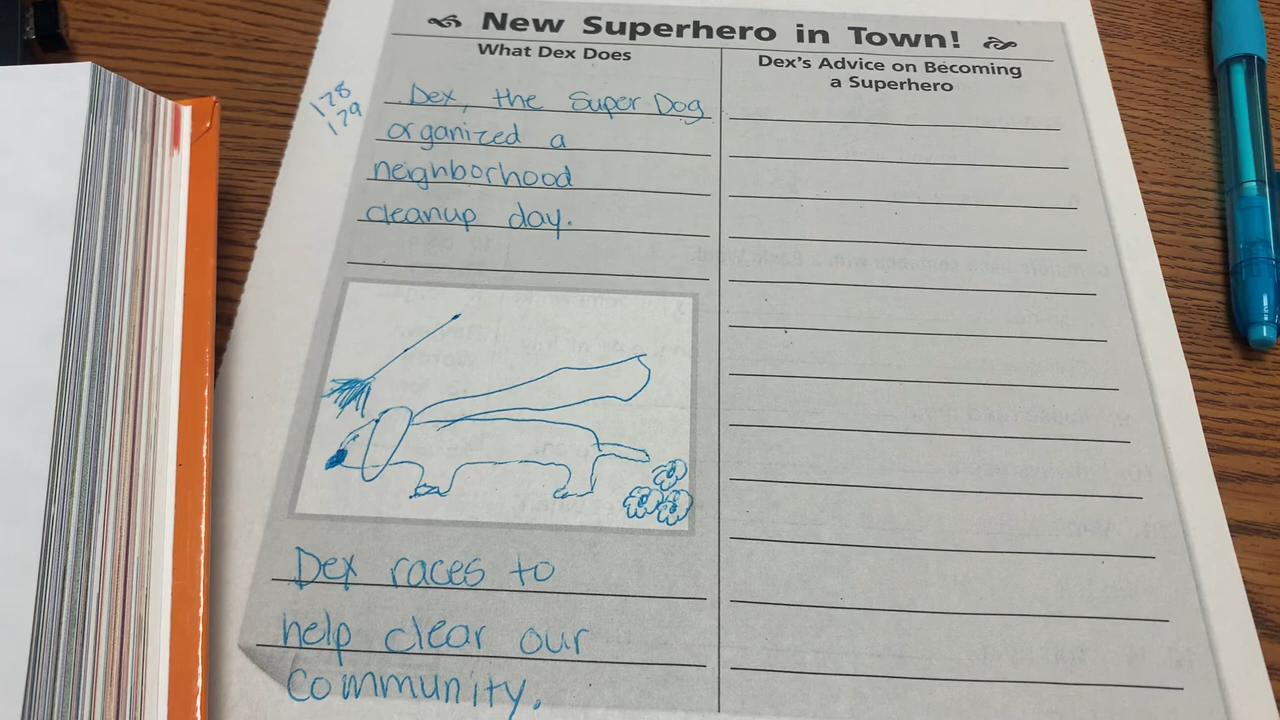 New Superhero in Town!
What Dex Does
Dex, the Super Dog
organized a
neighborhood
cleanup day.
178
179
Dex races to
help clear our
community.
Dex's Advice on Becoming
a Superhero